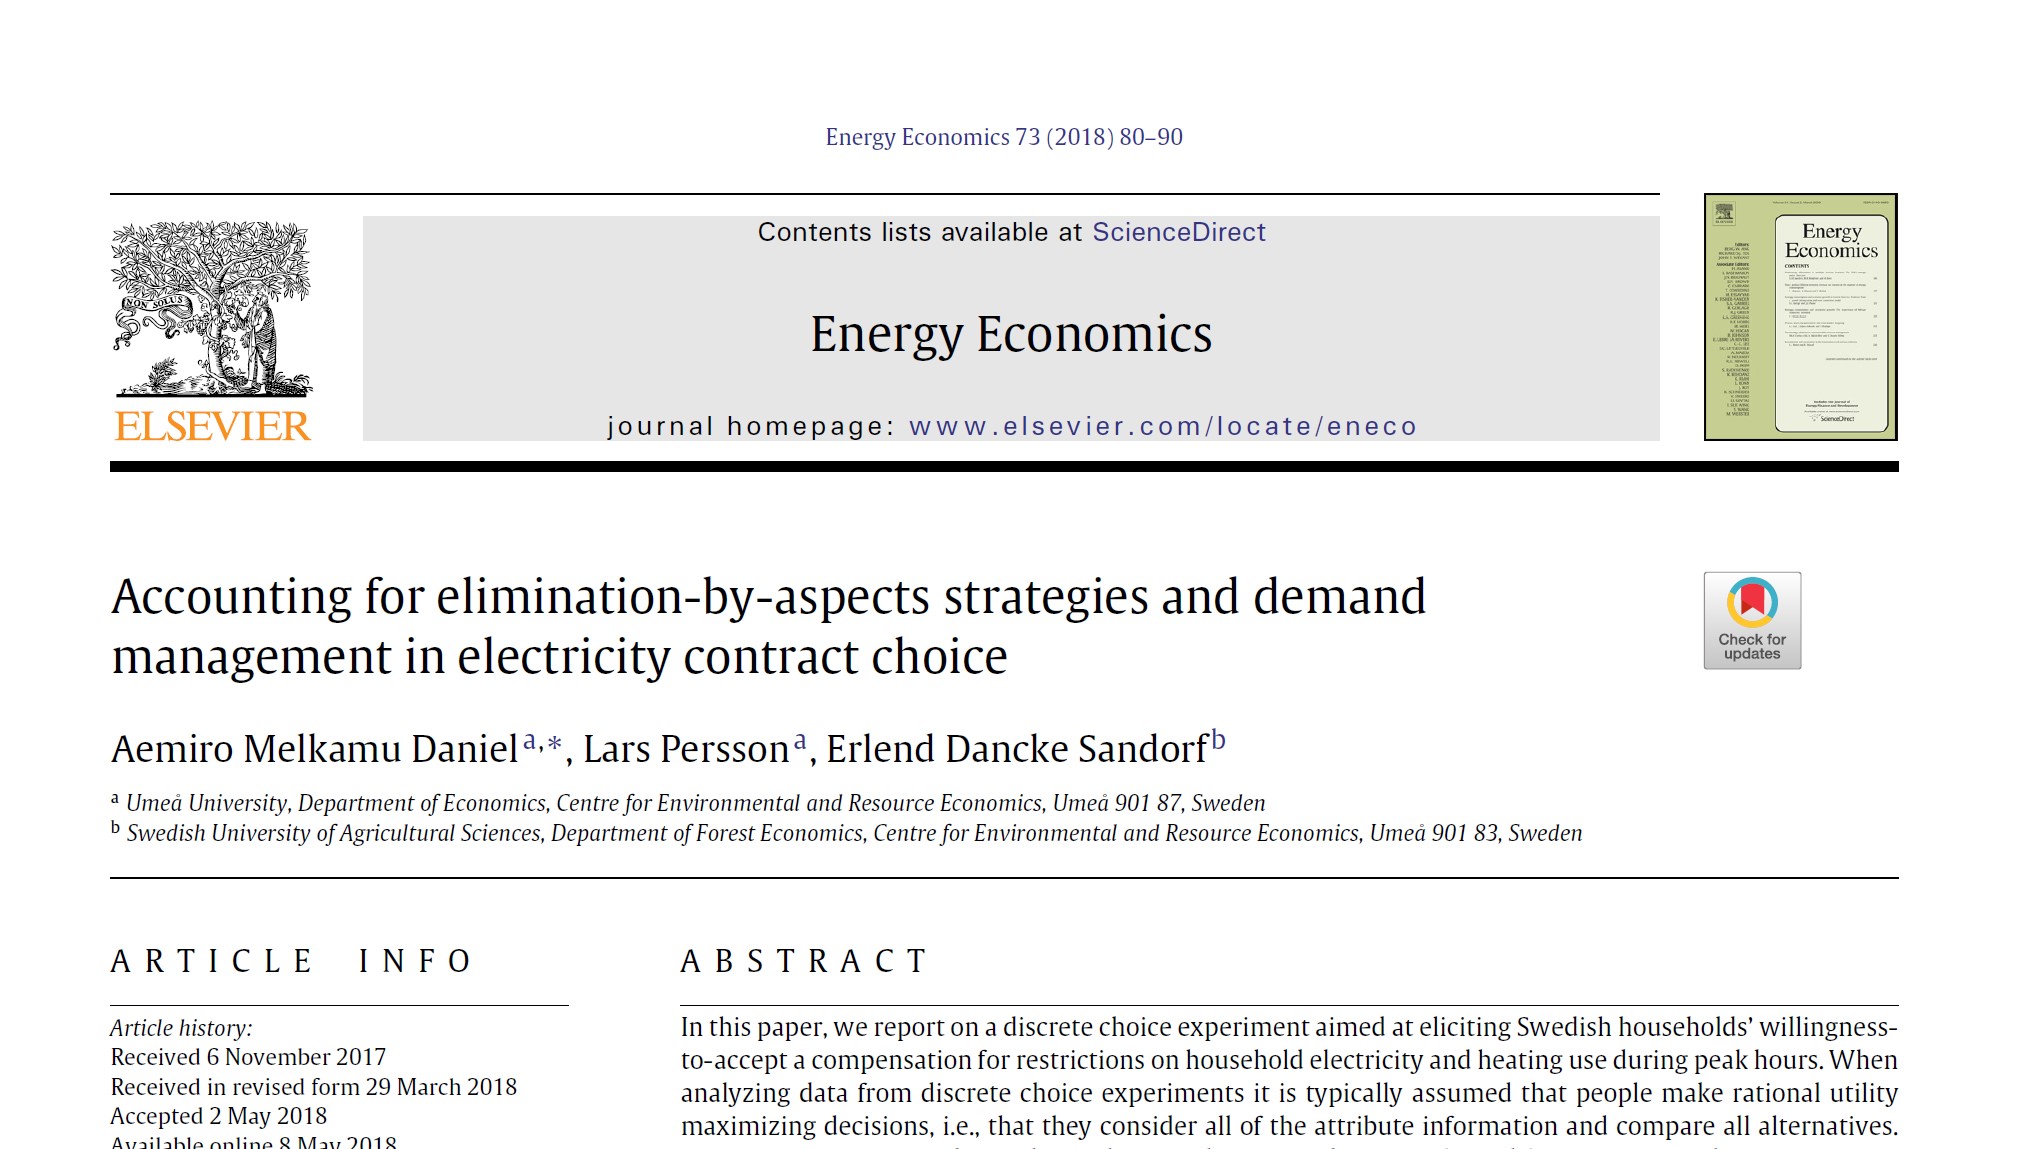 Energy Economics 73 (2018) 80–90
NON SOLUS
ELSEVIER
Contents lists available at ScienceDirect
Energy Economics
journal homepage: www.elsevier.com/locate/eneco
Energy
Economics
CONTENTS
ScienceDirect
Accounting for elimination-by-aspects strategies and demand
management in electricity contract choice
Check for
updates
Aemiro Melkamu Daniel a,*, Lars Persson a, Erlend Dancke Sandorf b
a Umeå University, Department of Economics, Centre for Environmental and Resource Economics, Umeå 901 87, Sweden
b Swedish University of Agricultural Sciences, Department of Forest Economics, Centre for Environmental and Resource Economics, Umeå 901 83, Sweden
ARTICLE INFO
Article history:
Received 6 November 2017
Received in revised form 29 March 2018
Accepted 2 May 2018
Available online 8 May 2018
ABSTRACT
In this paper, we report on a discrete choice experiment aimed at eliciting Swedish households' willingness-
to-accept a compensation for restrictions on household electricity and heating use during peak hours. When
analyzing data from discrete choice experiments it is typically assumed that people make rational utility
maximizing decisions, i.e., that they consider all of the attribute information and compare all alternatives.